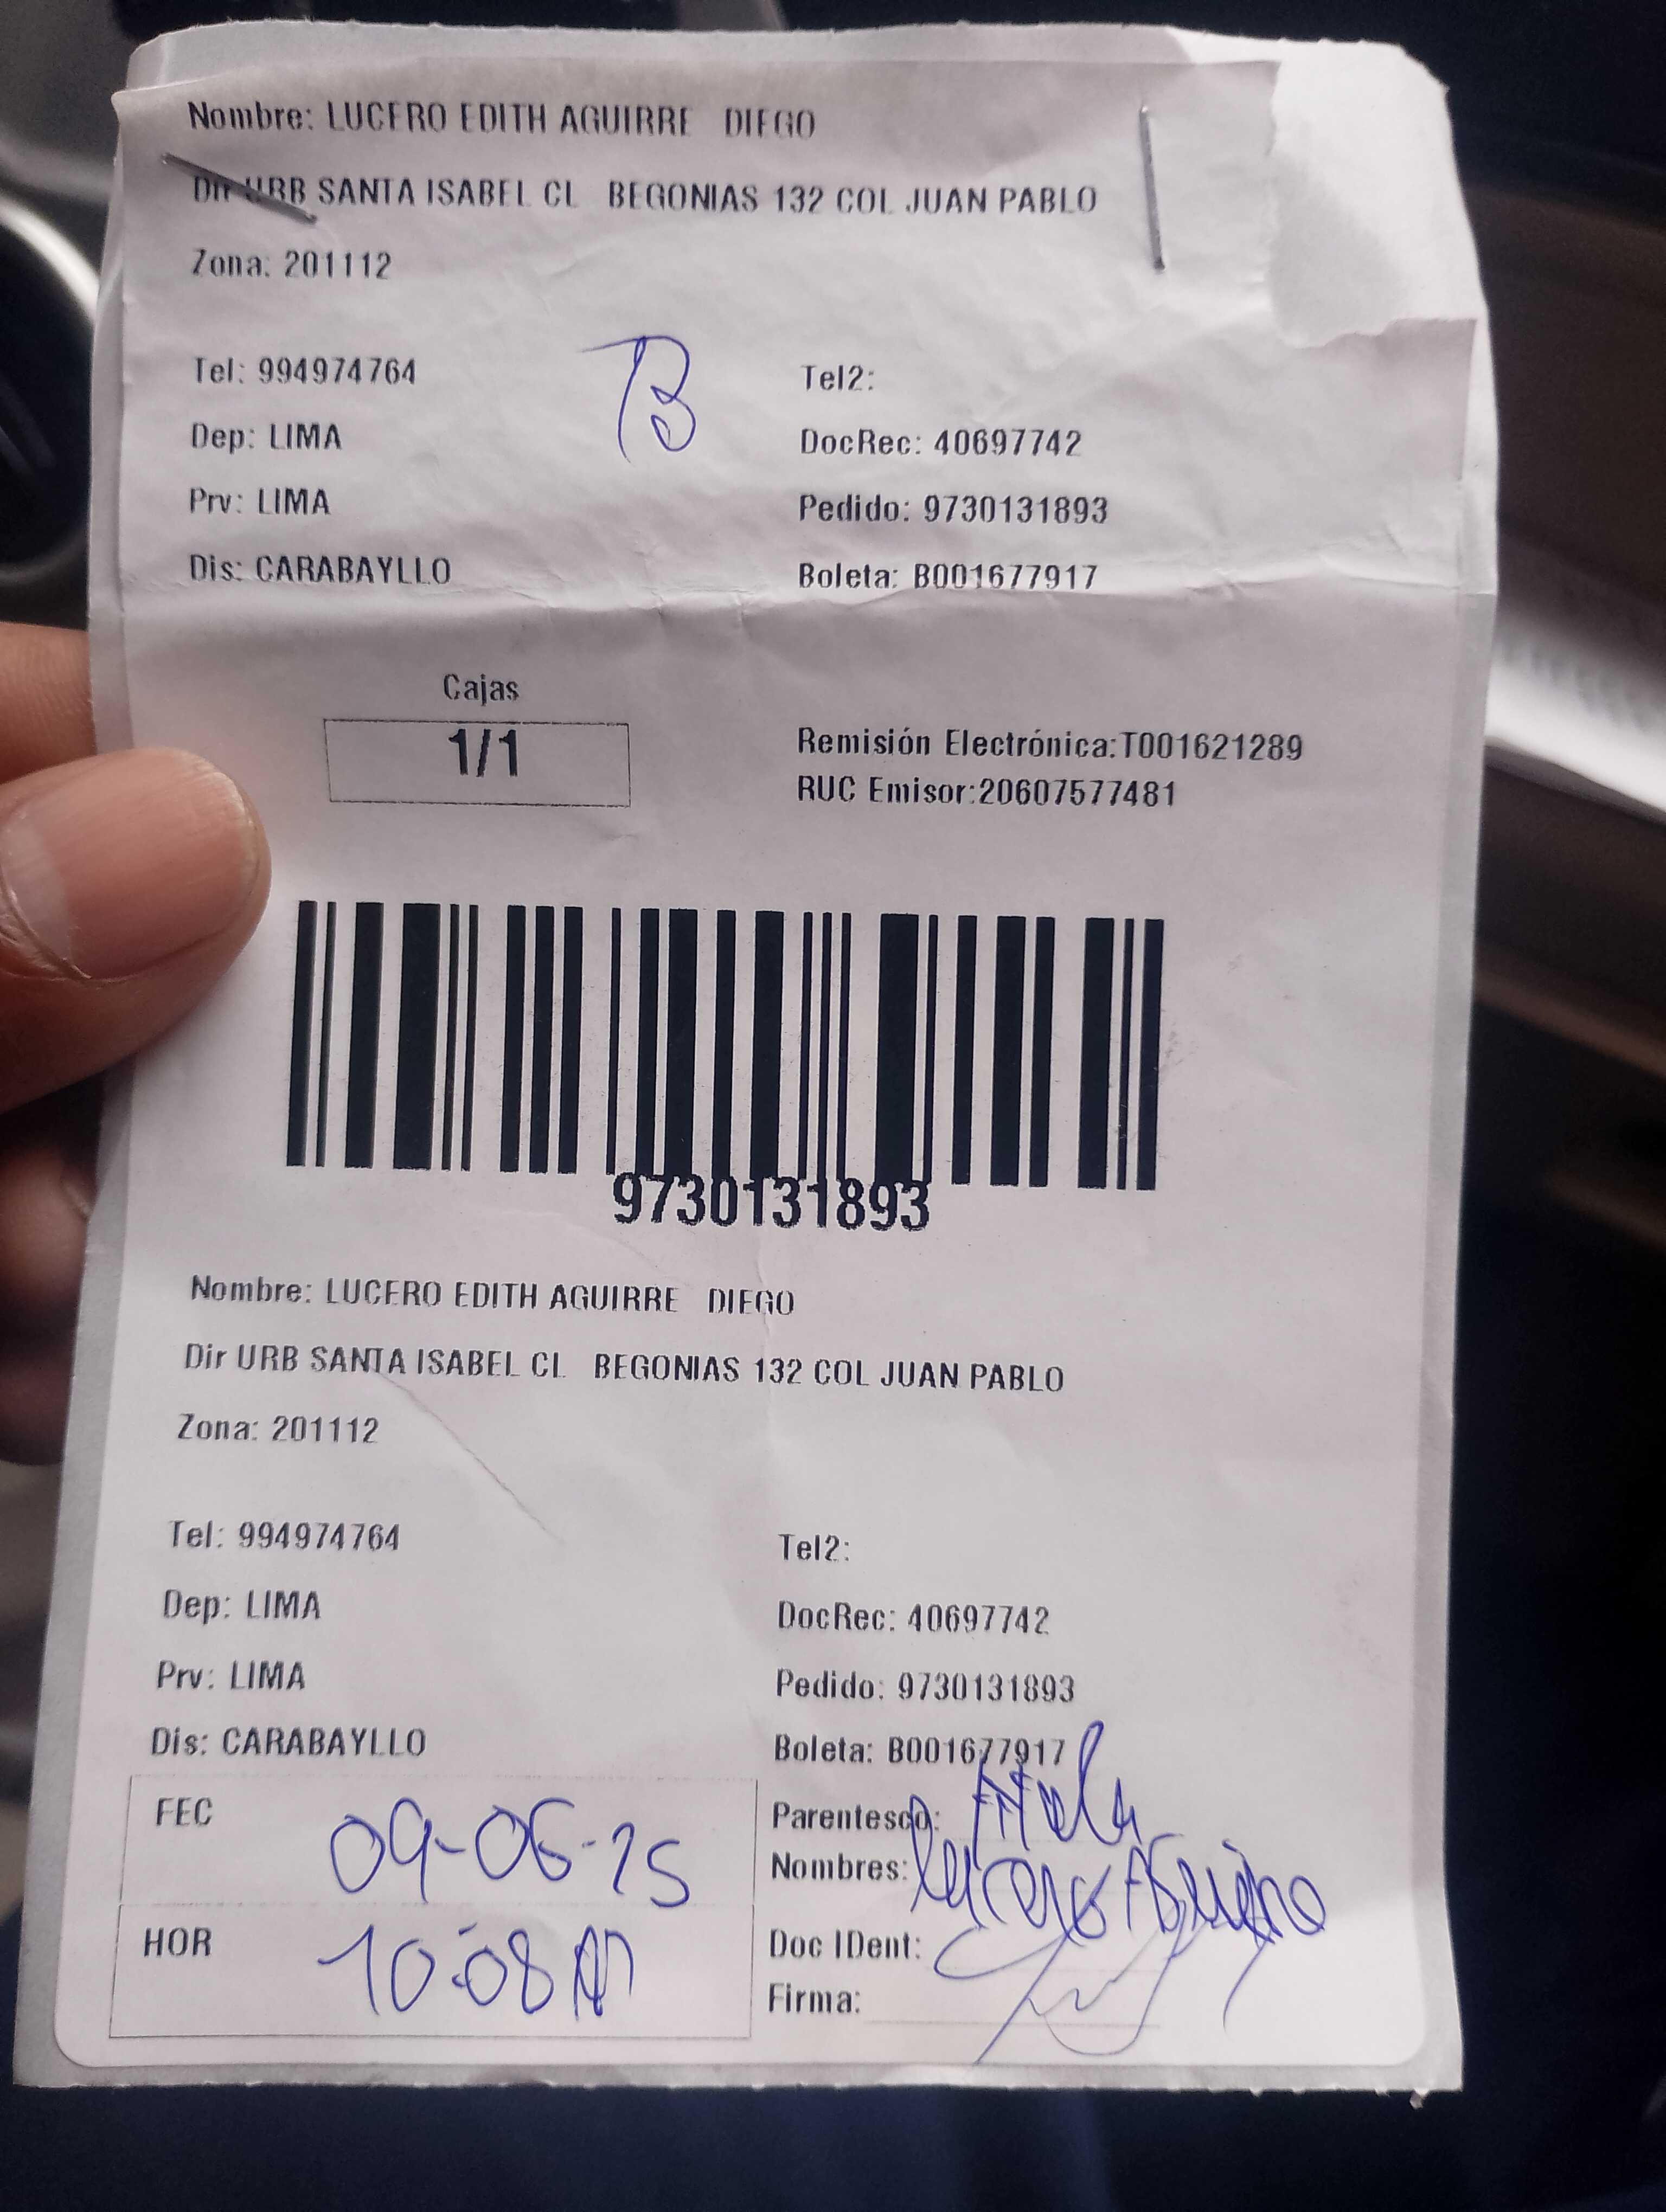 Nombre: LUCERO EDITH AGUIRRE DIEGO
Dir URB SANTA ISABEL CL BEGONIAS 132 COL JUAN PABLO
Zona: 201112
Tel: 994974764
B
Tel2:
Dep: LIMA
DocRec: 40697742
Prv: LIMA
Pedido: 9730131893
Dis: CARABAYLLO
Boleta: B001677917
Cajas
1/1
Remisión Electrónica:T001621289
RUC Emisor:20607577481
9730131893
Nombre: LUCERO EDITH AGUIRRE DIEGO
Dir URB SANTA ISABEL CL BEGONIAS 132 COL JUAN PABLO
Zona: 201112
Tel: 994974764
Tel2:
Dep: LIMA
DocRec: 40697742
Prv: LIMA
Pedido: 9730131893
Dis: CARABAYLLO
Boleta: B001677917
FEC 09-06-25
Parentesco:
Nombres: Lucero Aguirre
HOR 10:08 AM
Doc IDent:
Firma: